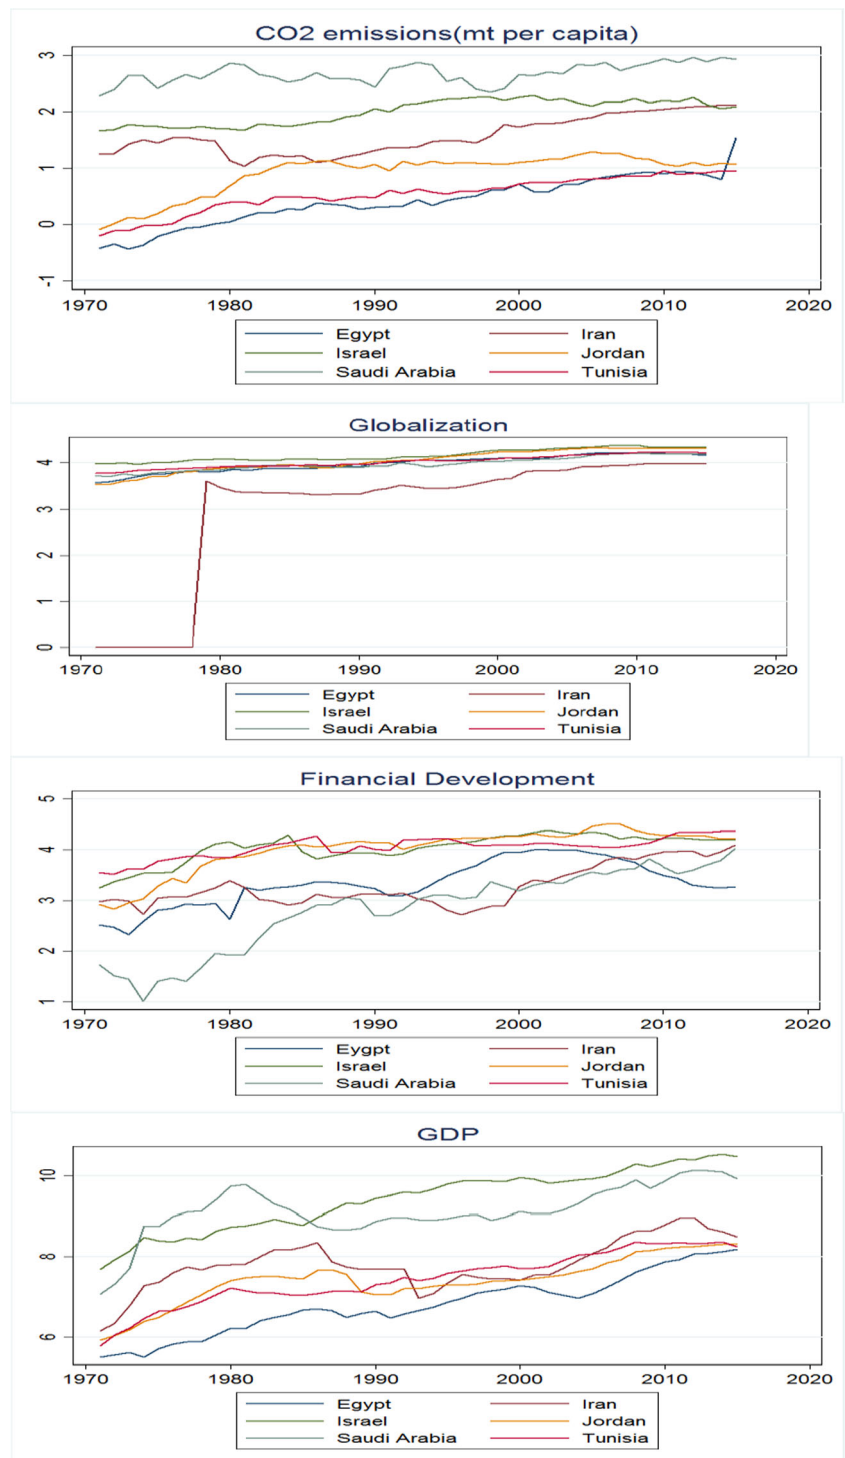 CO2 emissions(mt per capita)
3
2
1
0
-1
1970 1980 1990 2000 2010 2020
Egypt Iran
Israel Jordan
Saudi Arabia Tunisia
Globalization
4
3
2
1
0
1970 1980 1990 2000 2010 2020
Egypt Iran
Israel Jordan
Saudi Arabia Tunisia
Financial Development
5
4
3
2
1
1970 1980 1990 2000 2010 2020
Eygpt Iran
Israel Jordan
Saudi Arabia Tunisia
GDP
10
8
6
1970 1980 1990 2000 2010 2020
Egypt Iran
Israel Jordan
Saudi Arabia Tunisia